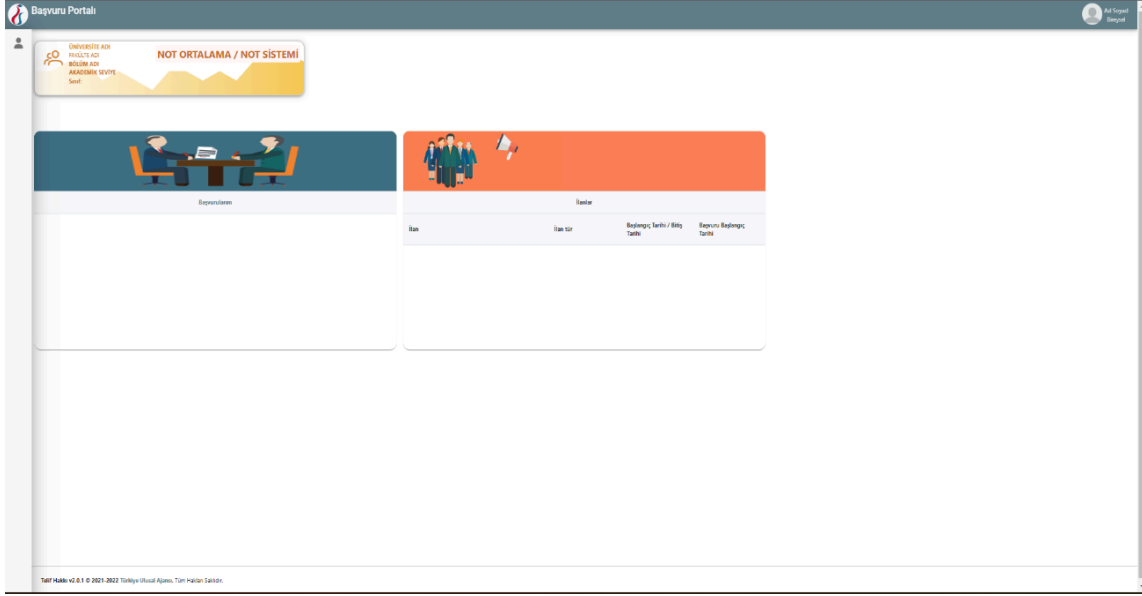 Başvuru Portalı
Ad Soyad
Bireysel
ÜNİVERSİTE ADI
FAKÜLTE ADI
BÖLÜM ADI
AKADEMİK SEVİYE
Sınıf:
NOT ORTALAMA / NOT SİSTEMİ
Başvurularım
İlanlar
İlan
İlan tür
Başlangıç Tarihi / Bitiş
Tarihi
Başvuru Başlangıç
Tarihi
Telif Hakkı v2.0.1 © 2021-2022 Türkiye Ulusal Ajansı, Tüm Hakları Saklıdır.